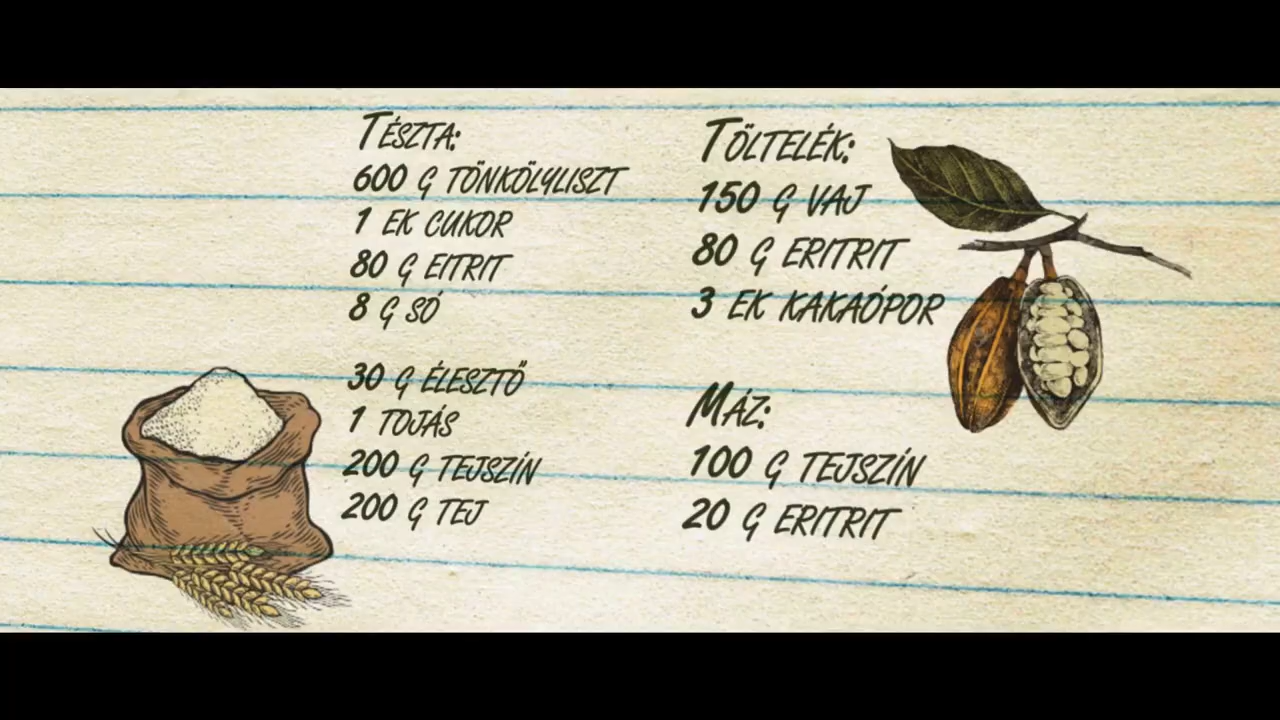 TÉSZTA:
600 G TÖNKÖLYLISZT
1 EK CUKOR
80 G EITRIT
8 G SÓ
30 G ÉLESZTŐ
1 TOJÁS
200 G TEJSZÍN
200 G TEJ
TÖLTELÉK:
150 G VAJ
80 G ERITRIT
3 EK KAKAÓPOR
MÁZ:
100 G TEJSZÍN
20 G ERITRIT